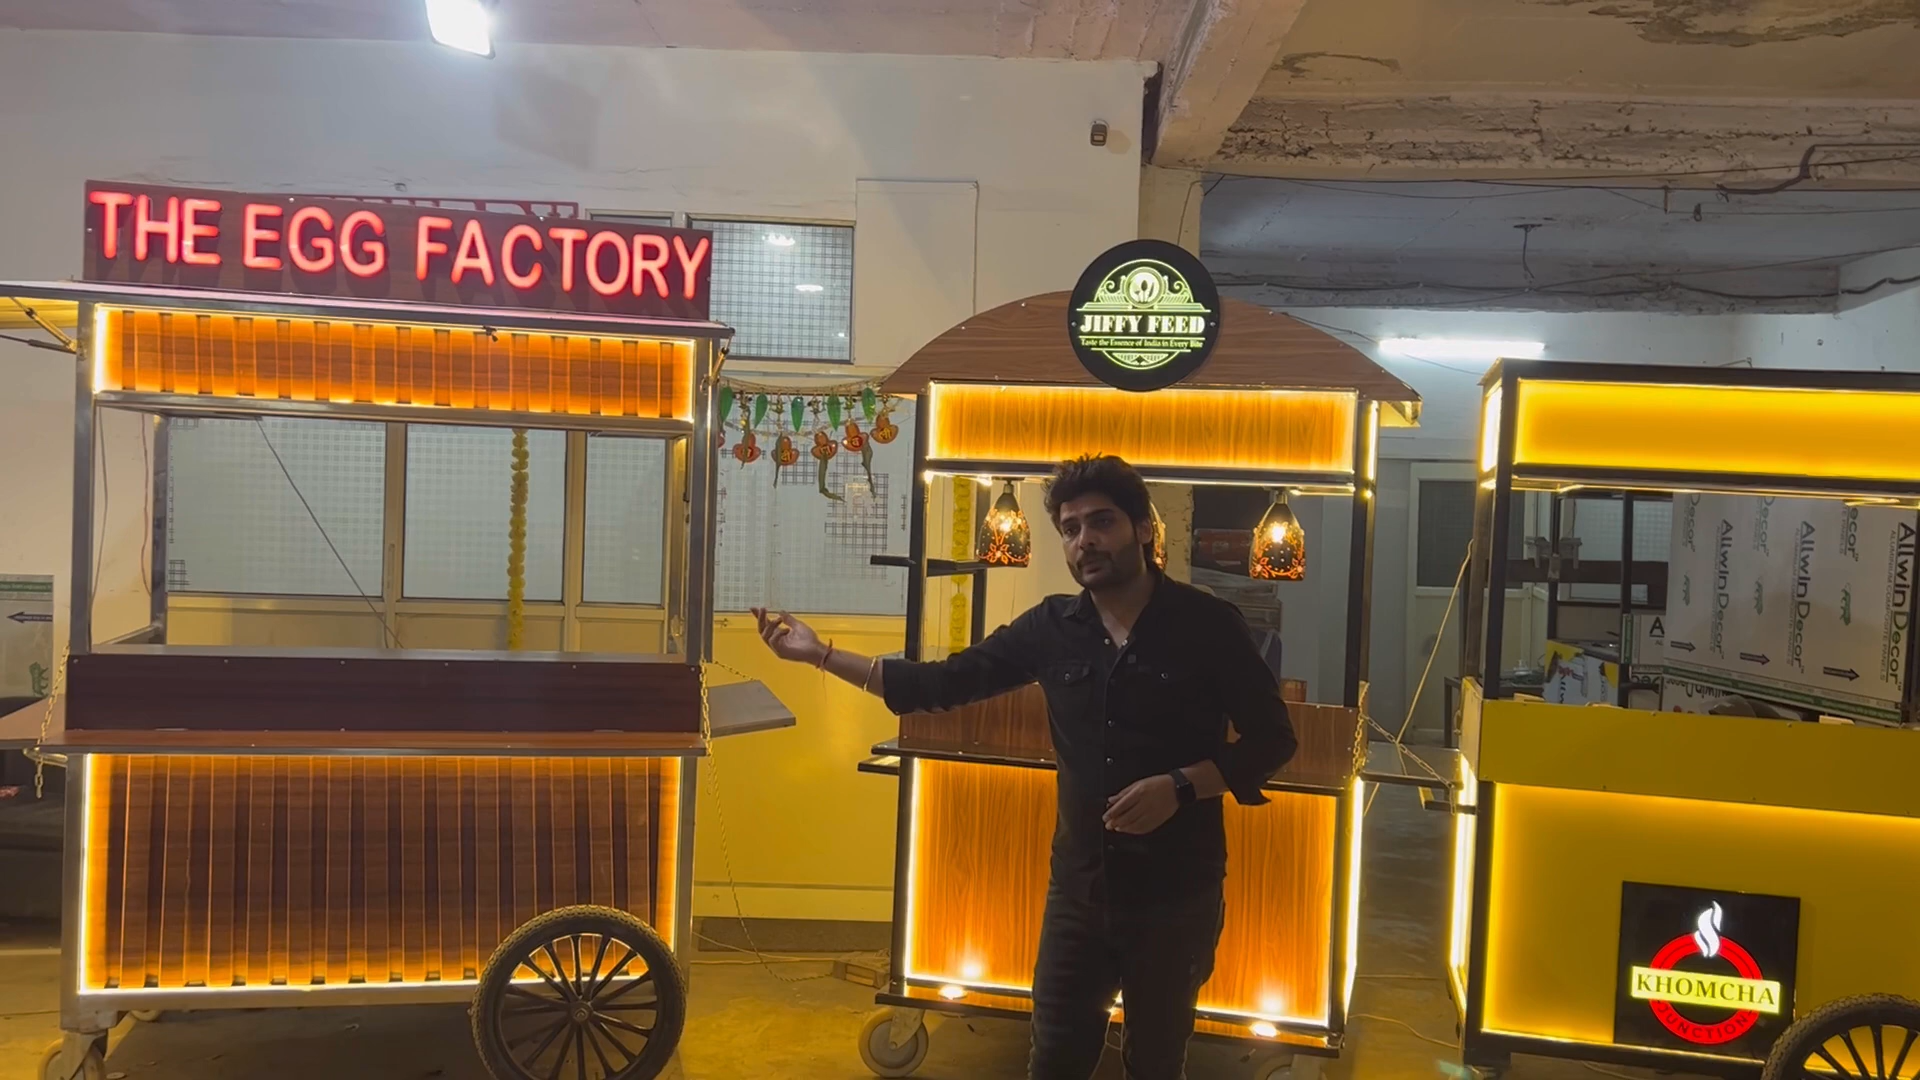 THE EGG FACTORY
JIFFY FEED
Taste the Essence of India in Every Bite
KHOMCHA
JUNCTION
AllwinDecor
AllwinDecor
AllwinDecor